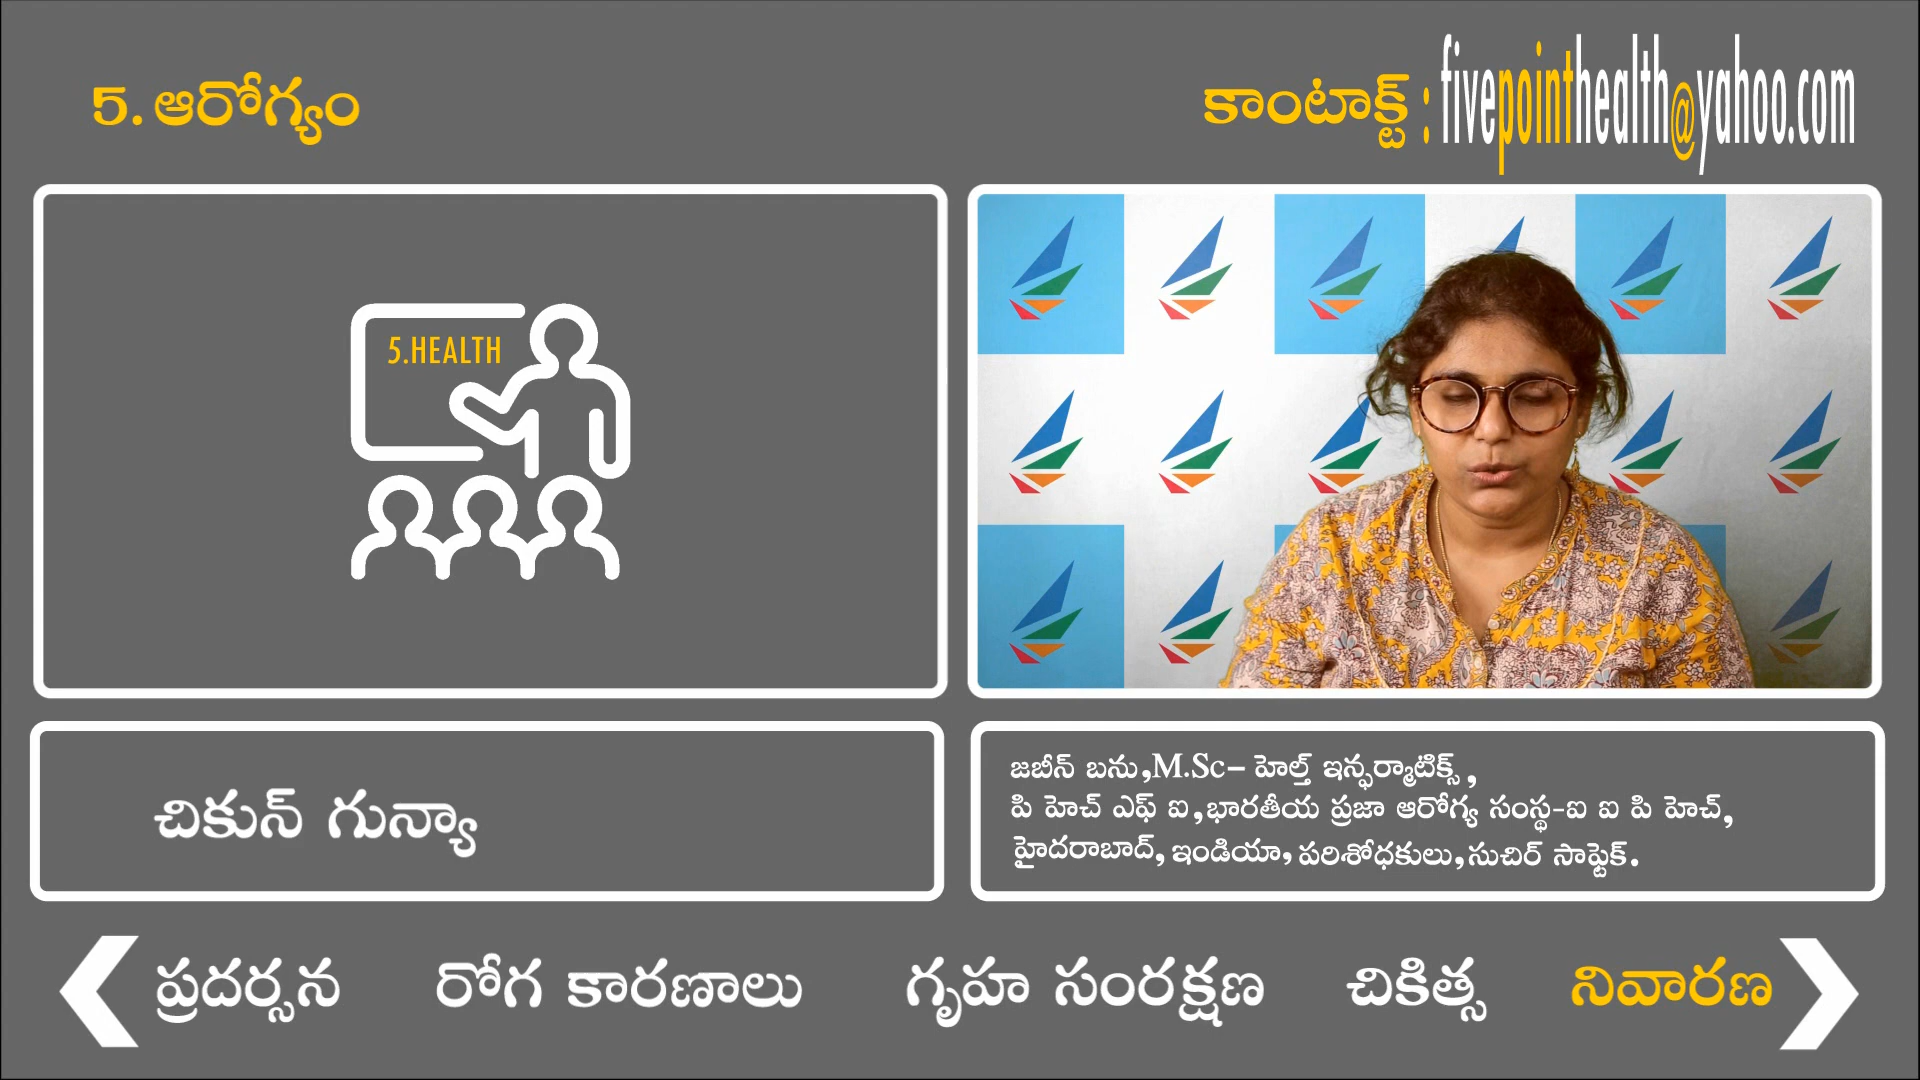 5. ఆరోగ్యం
కాంటాక్ట్ : fivepointhealth@yahoo.com
5.HEALTH
చికున్ గున్యా
జబీన్ బను,M.Sc– హెల్త్ ఇన్ఫర్మాటిక్స్,
పి హెచ్ ఎఫ్ ఐ,భారతీయ ప్రజా ఆరోగ్య సంస్థ-ఐ ఐ పి హెచ్,
హైదరాబాద్, ఇండియా, పరిశోధకులు,సుచిర్ సాఫ్టెక్.
ప్రదర్సన రోగ కారణాలు గృహ సంరక్షణ చికిత్స నివారణ